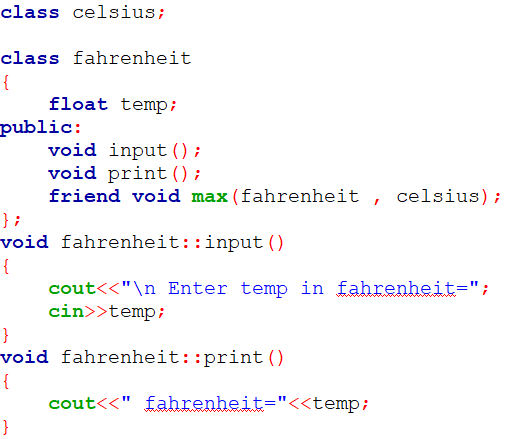 class celsius;
class fahrenheit
{
    float temp;
public:
    void input();
    void print();
    friend void max(fahrenheit , celsius);
};
void fahrenheit::input()
{
    cout<<"\n Enter temp in fahrenheit=";
    cin>>temp;
}
void fahrenheit::print()
{
    cout<<" fahrenheit="<<temp;
}